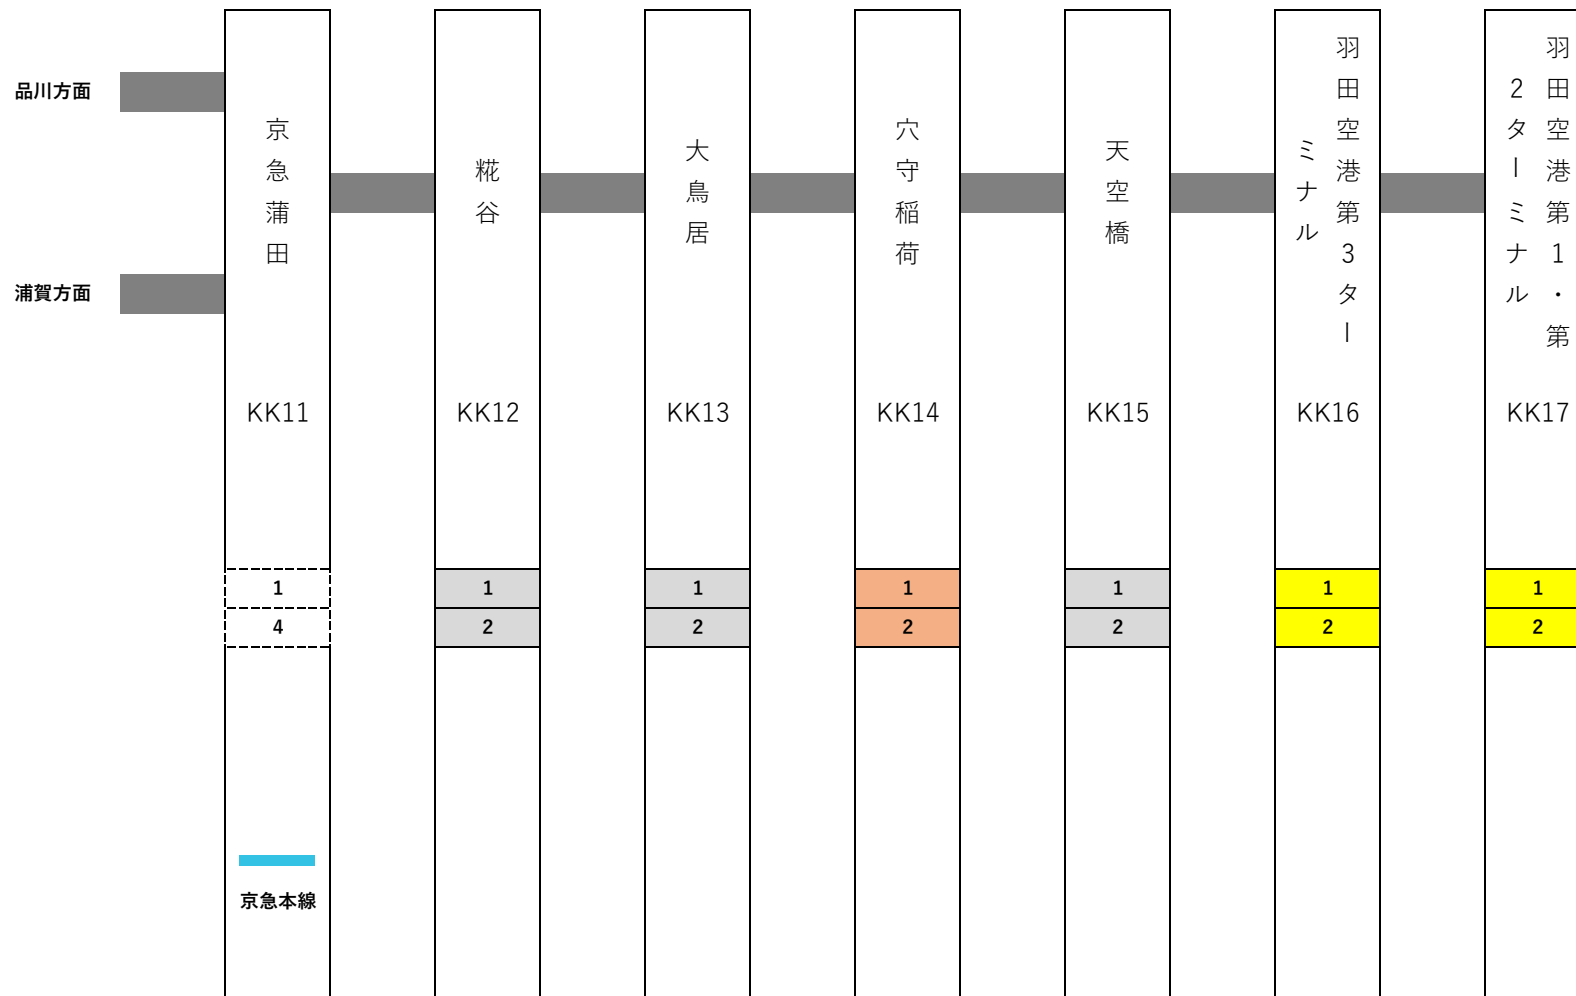 品川方面
浦賀方面
京急蒲田
KK11
1
4
京急本線
糀谷
KK12
1
2
大鳥居
KK13
1
2
穴守稲荷
KK14
1
2
天空橋
KK15
1
2
羽田空港第3ター
ミナル
KK16
1
2
羽田空港第1・第
2ターミナル
KK17
1
2